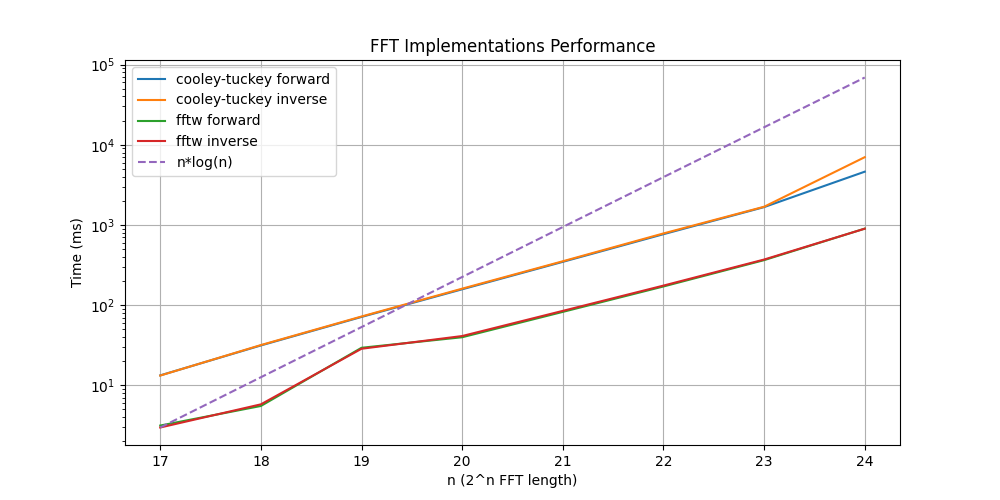 FFT Implementations Performance
10^5
10^4
10^3
10^2
10^1
Time (ms)
cooley-tuckey forward
cooley-tuckey inverse
fftw forward
fftw inverse
n*log(n)
17 18 19 20 21 22 23 24
n (2^n FFT length)